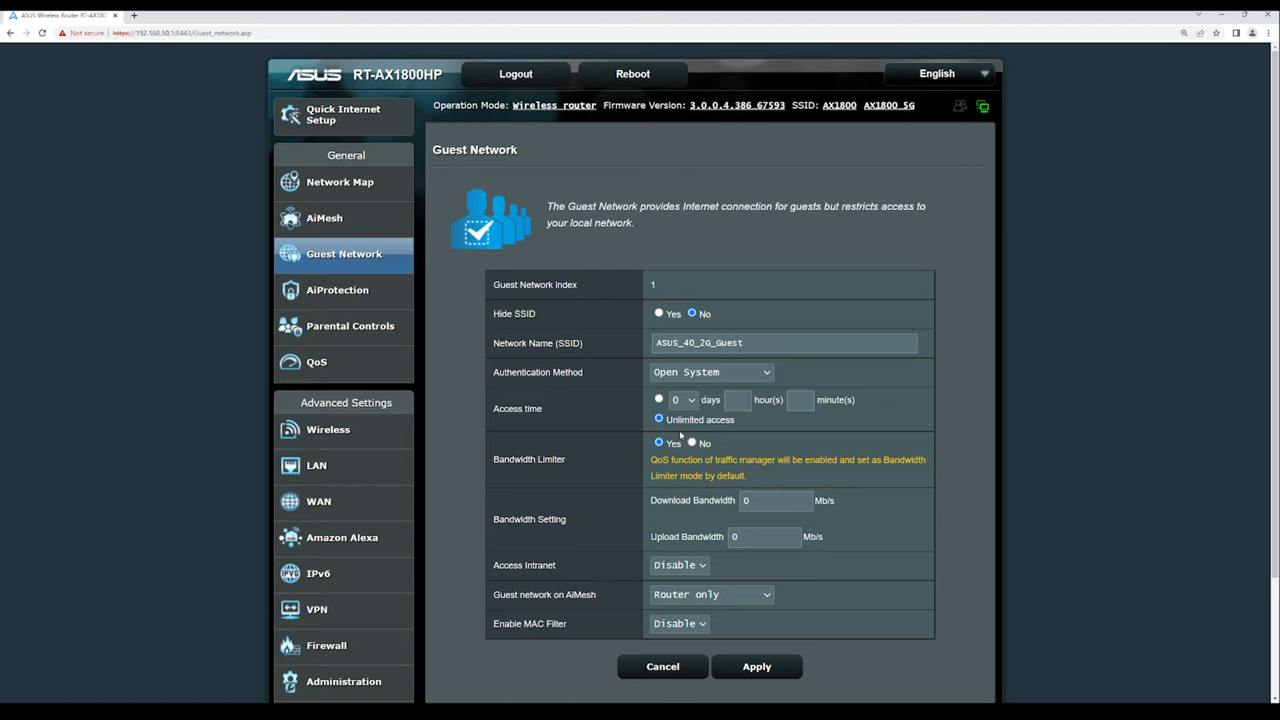 ASUS Wireless Router RT-AX180
Not secure https://192.168.50.1:8443/Guest_network.asp
ASUS RT-AX1800HP Logout Reboot English
Quick Internet Setup
Operation Mode: Wireless router Firmware Version: 3.0.0.4.386_67593 SSID: AX1800 AX1800_5G
General
Network Map
AiMesh
Guest Network
AiProtection
Parental Controls
QoS
Advanced Settings
Wireless
LAN
WAN
Amazon Alexa
IPv6
VPN
Firewall
Administration
Guest Network
The Guest Network provides Internet connection for guests but restricts access to
your local network.
Guest Network index 1
Hide SSID Yes No
Network Name (SSID) ASUS_40_2G_Guest
Authentication Method Open System
Access time 0 days hour(s) minute(s)
Unlimited access
Bandwidth Limiter Yes No
QoS function of traffic manager will be enabled and set as Bandwidth
Limiter mode by default.
Bandwidth Setting Download Bandwidth 0 Mb/s
Upload Bandwidth 0 Mb/s
Access Intranet Disable
Guest network on AiMesh Router only
Enable MAC Filter Disable
Cancel Apply